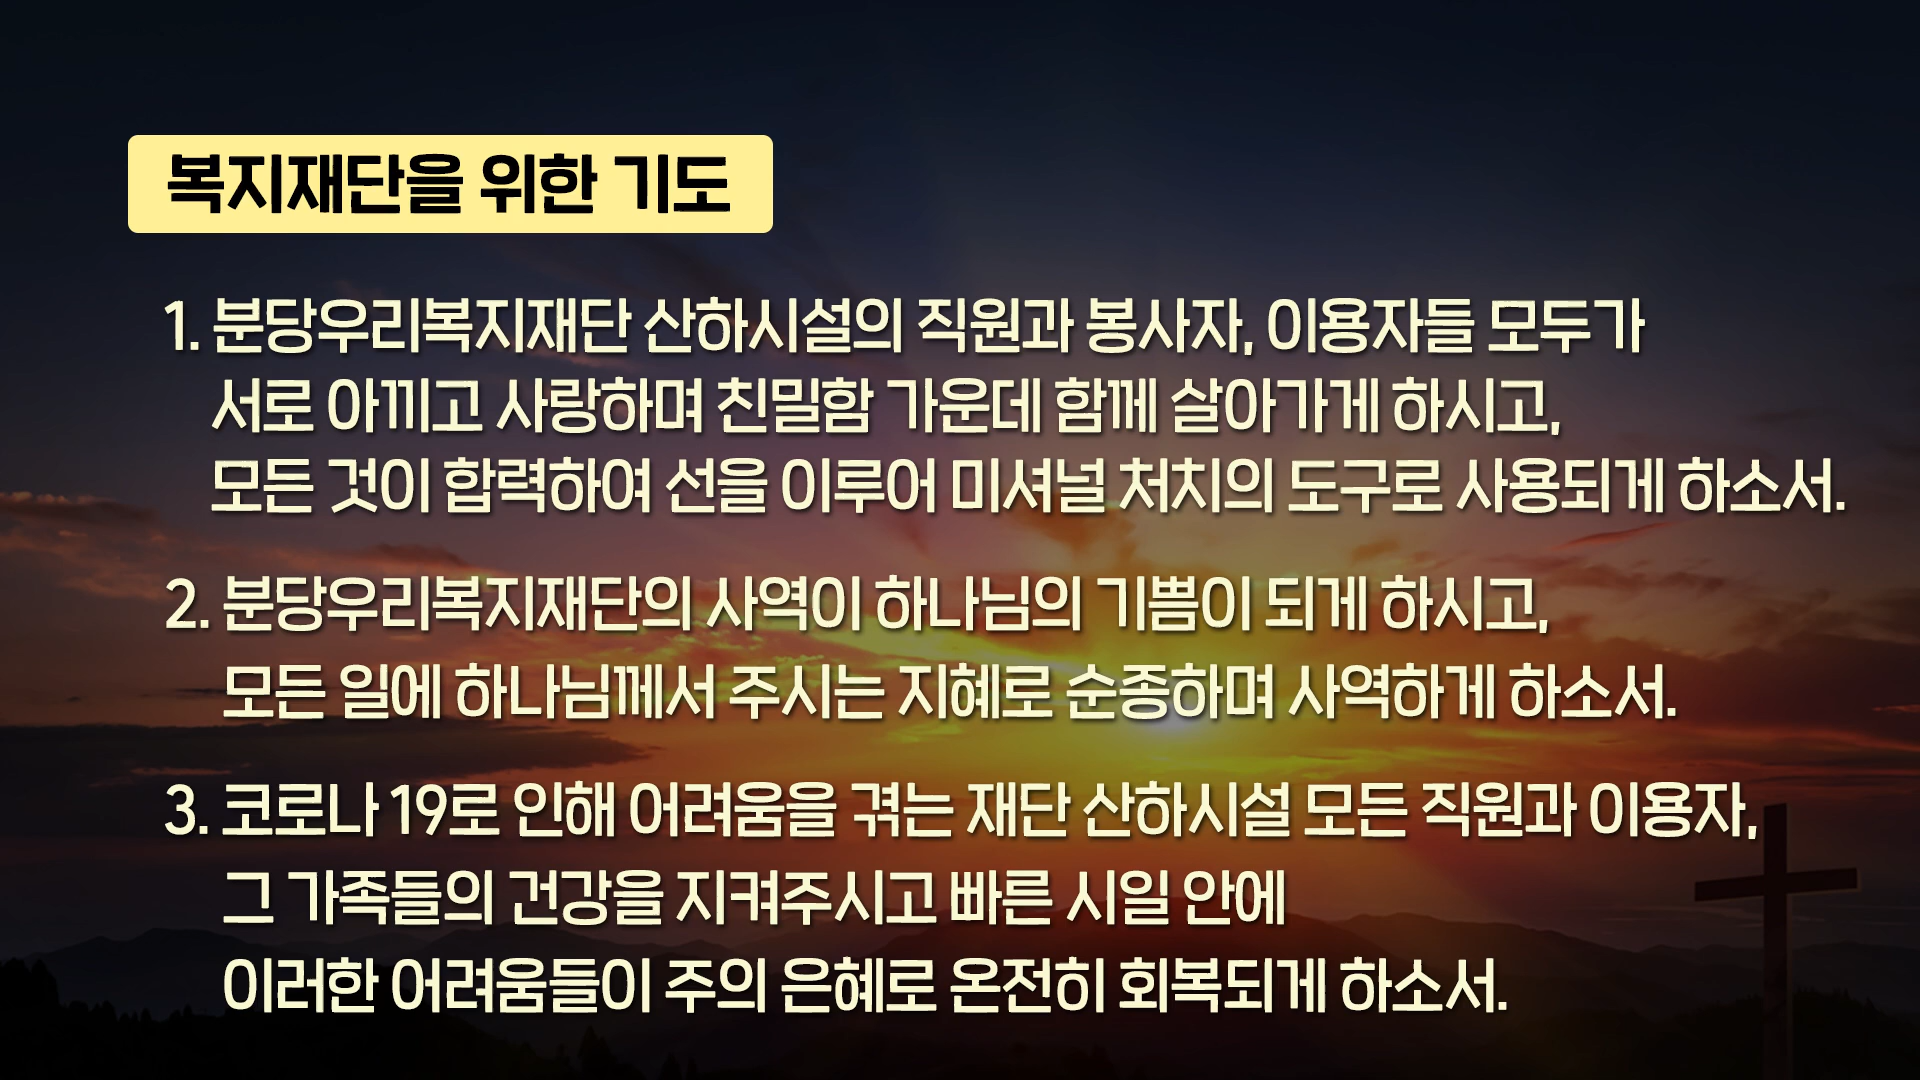 복지재단을 위한 기도
1. 분당우리복지재단 산하시설의 직원과 봉사자, 이용자들 모두가
서로 아끼고 사랑하며 친밀함 가운데 함께 살아가게 하시고,
모든 것이 합력하여 선을 이루어 미셔널 처치의 도구로 사용되게 하소서.
2. 분당우리복지재단의 사역이 하나님의 기쁨이 되게 하시고,
모든 일에 하나님께서 주시는 지혜로 순종하며 사역하게 하소서.
3. 코로나 19로 인해 어려움을 겪는 재단 산하시설 모든 직원과 이용자,
그 가족들의 건강을 지켜주시고 빠른 시일 안에
이러한 어려움들이 주의 은혜로 온전히 회복되게 하소서.